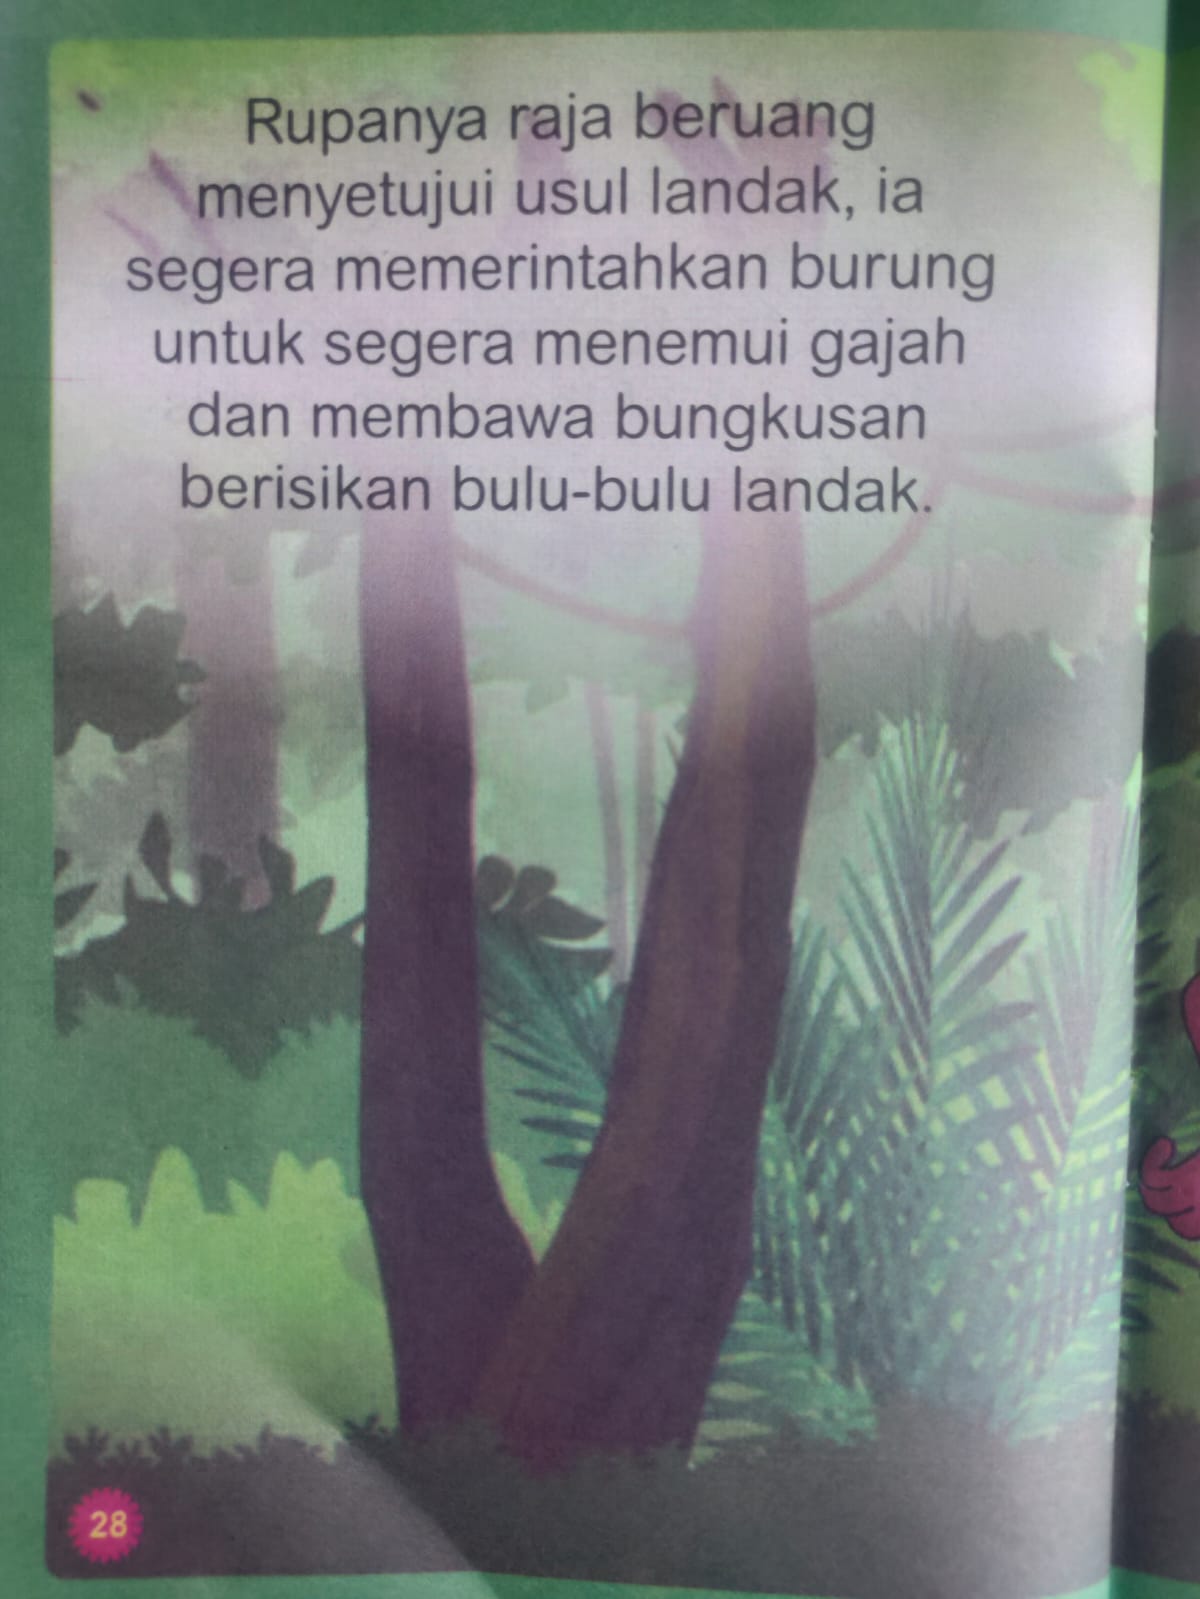 Rupanya raja beruang
menyetujui usul landak, ia
segera memerintahkan burung
untuk segera menemui gajah
dan membawa bungkusan
berisikan bulu-bulu landak.
28